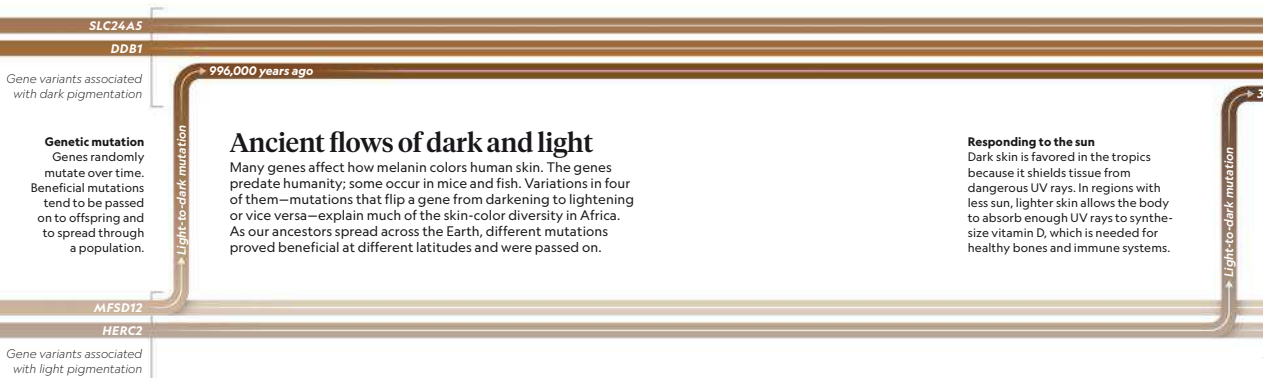 SLC24A5
DDB1
996,000 years ago
Gene variants associated
with dark pigmentation
3
Light-to-dark mutation
Genetic mutation
Genes randomly
mutate over time.
Beneficial mutations
tend to be passed
on to offspring and
to spread through
a population.
Ancient flows of dark and light
Many genes affect how melanin colors human skin. The genes
predate humanity; some occur in mice and fish. Variations in four
of them—mutations that flip a gene from darkening to lightening
or vice versa—explain much of the skin-color diversity in Africa.
As our ancestors spread across the Earth, different mutations
proved beneficial at different latitudes and were passed on.
Responding to the sun
Dark skin is favored in the tropics
because it shields tissue from
dangerous UV rays. In regions with
less sun, lighter skin allows the body
to absorb enough UV rays to synthe-
size vitamin D, which is needed for
healthy bones and immune systems.
Light-to-dark mutation
MFSD12
HERC2
Gene variants associated
with light pigmentation